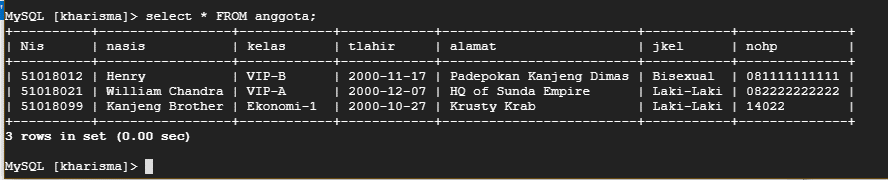 MySQL [kharisma]> select * FROM anggota;
+----------+-----------------+-----------+------------+------------------------+-----------+--------------+
| Nis      | nasis           | kelas     | tlahir     | alamat                 | jkel      | nohp         |
+----------+-----------------+-----------+------------+------------------------+-----------+--------------+
| 51018012 | Henry           | VIP-B     | 2000-11-17 | Padepokan Kanjeng Dimas | Bisexual  | 081111111111 |
| 51018021 | William Chandra | VIP-A     | 2000-12-07 | HQ of Sunda Empire     | Laki-Laki | 082222222222 |
| 51018099 | Kanjeng Brother | Ekonomi-1 | 2000-10-27 | Krusty Krab            | Laki-Laki | 14022        |
+----------+-----------------+-----------+------------+------------------------+-----------+--------------+
3 rows in set (0.00 sec)
MySQL [kharisma]>